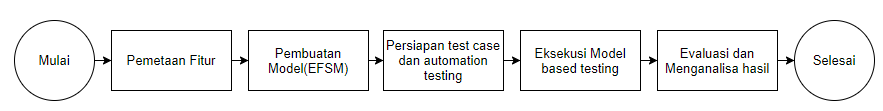 Mulai
Pemetaan Fitur
Pembuatan
Model(EFSM)
Persiapan test case
dan automation
testing
Eksekusi Model
based testing
Evaluasi dan
Menganalisa hasil
Selesai